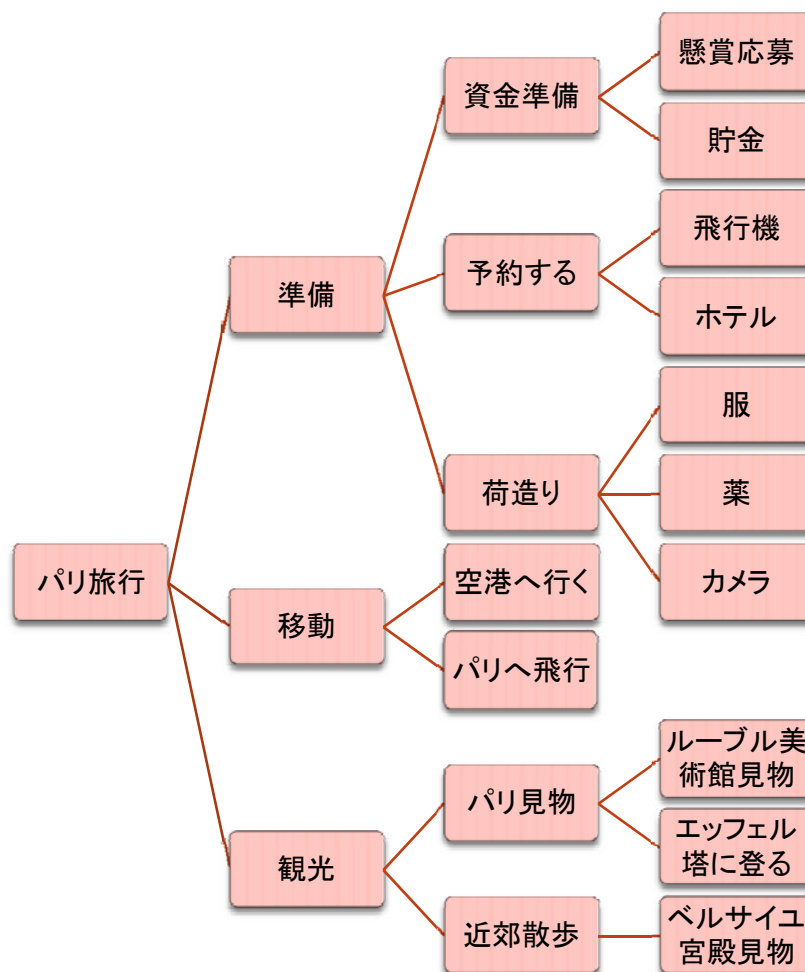 パリ旅行
準備
資金準備
懸賞応募
貯金
予約する
飛行機
ホテル
荷造り
服
薬
カメラ
移動
空港へ行く
パリへ飛行
観光
パリ見物
ルーブル美
術館見物
エッフェル
塔に登る
近郊散歩
ベルサイユ
宮殿見物